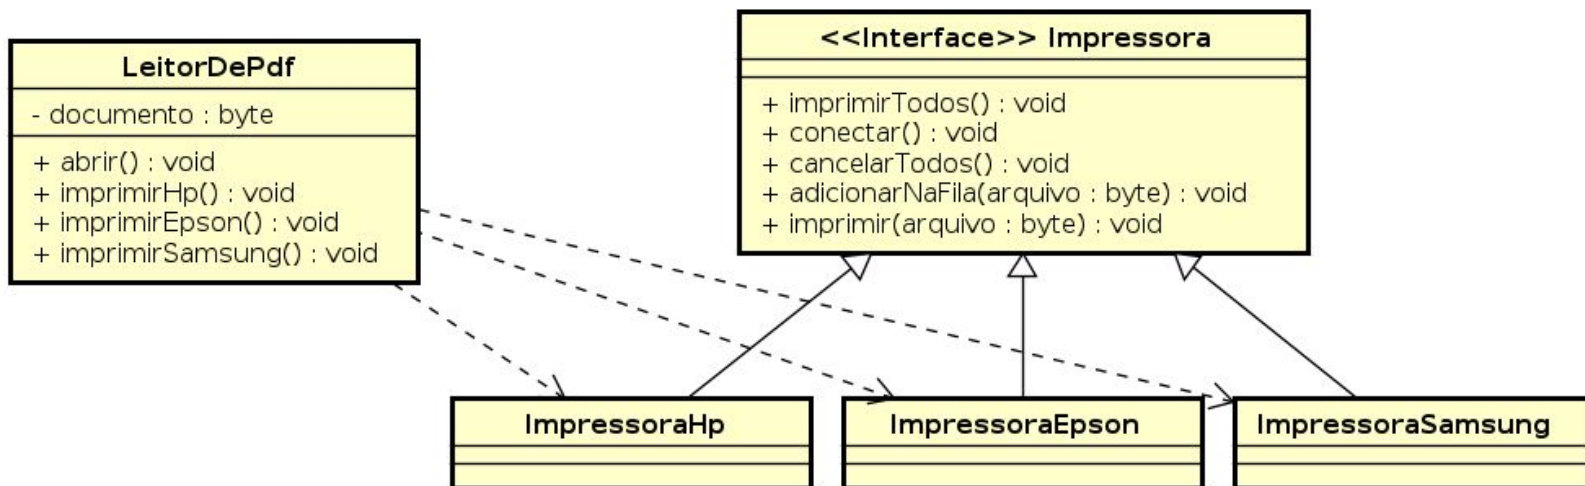 LeitorDePdf
- documento : byte
+ abrir() : void
+ imprimirHp() : void
+ imprimirEpson() : void
+ imprimirSamsung() : void
<<Interface>> Impressora
+ imprimirTodos() : void
+ conectar() : void
+ cancelarTodos() : void
+ adicionarNaFila(arquivo : byte) : void
+ imprimir(arquivo : byte) : void
ImpressoraHp
ImpressoraEpson
ImpressoraSamsung